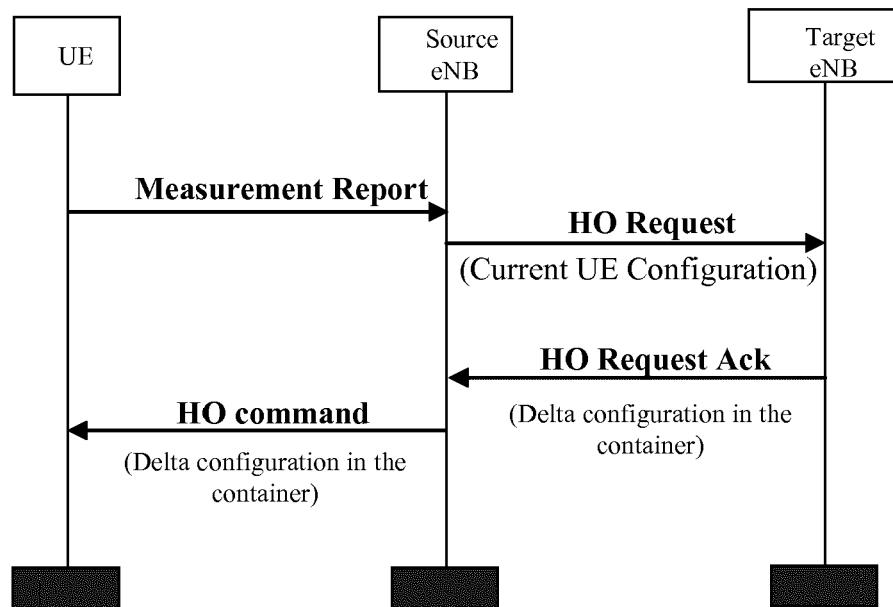 UE
Source
eNB
Target
eNB
Measurement Report
HO Request
(Current UE Configuration)
HO Request Ack
(Delta configuration in the
container)
HO command
(Delta configuration in the
container)